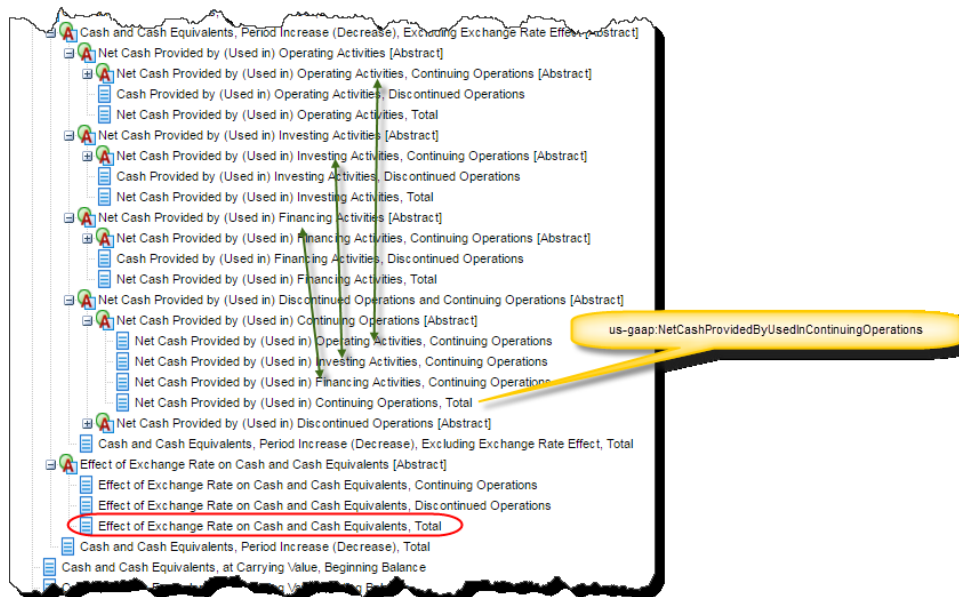 Cash and Cash Equivalents, Period Increase (Decrease), Excluding Exchange Rate Effect, Abstract]
Net Cash Provided by (Used in) Operating Activities [Abstract]
Net Cash Provided by (Used in) Operating Activities, Continuing Operations [Abstract]
Cash Provided by (Used in) Operating Activities, Discontinued Operations
Net Cash Provided by (Used in) Operating Activities, Total
Net Cash Provided by (Used in) Investing Activities [Abstract]
Net Cash Provided by (Used in) Investing Activities, Continuing Operations [Abstract]
Cash Provided by (Used in) Investing Activities, Discontinued Operations
Net Cash Provided by (Used in) Investing Activities, Total
Net Cash Provided by (Used in) Financing Activities [Abstract]
Net Cash Provided by (Used in) Financing Activities, Continuing Operations [Abstract]
Cash Provided by (Used in) Financing Activities, Discontinued Operations
Net Cash Provided by (Used in) Financing Activities, Total
Net Cash Provided by (Used in) Discontinued Operations and Continuing Operations [Abstract]
Net Cash Provided by (Used in) Continuing Operations [Abstract]
us-gaap:NetCashProvidedByUsedInContinuingOperations
Net Cash Provided by (Used in) Operating Activities, Continuing Operations
Net Cash Provided by (Used in) Investing Activities, Continuing Operations
Net Cash Provided by (Used in) Financing Activities, Continuing Operations
Net Cash Provided by (Used in) Continuing Operations, Total
Net Cash Provided by (Used in) Discontinued Operations [Abstract]
Cash and Cash Equivalents, Period Increase (Decrease), Excluding Exchange Rate Effect, Total
Effect of Exchange Rate on Cash and Cash Equivalents [Abstract]
Effect of Exchange Rate on Cash and Cash Equivalents, Continuing Operations
Effect of Exchange Rate on Cash and Cash Equivalents, Discontinued Operations
Effect of Exchange Rate on Cash and Cash Equivalents, Total
Cash and Cash Equivalents, Period Increase (Decrease), Total
Cash and Cash Equivalents, at Carrying Value, Beginning Balance